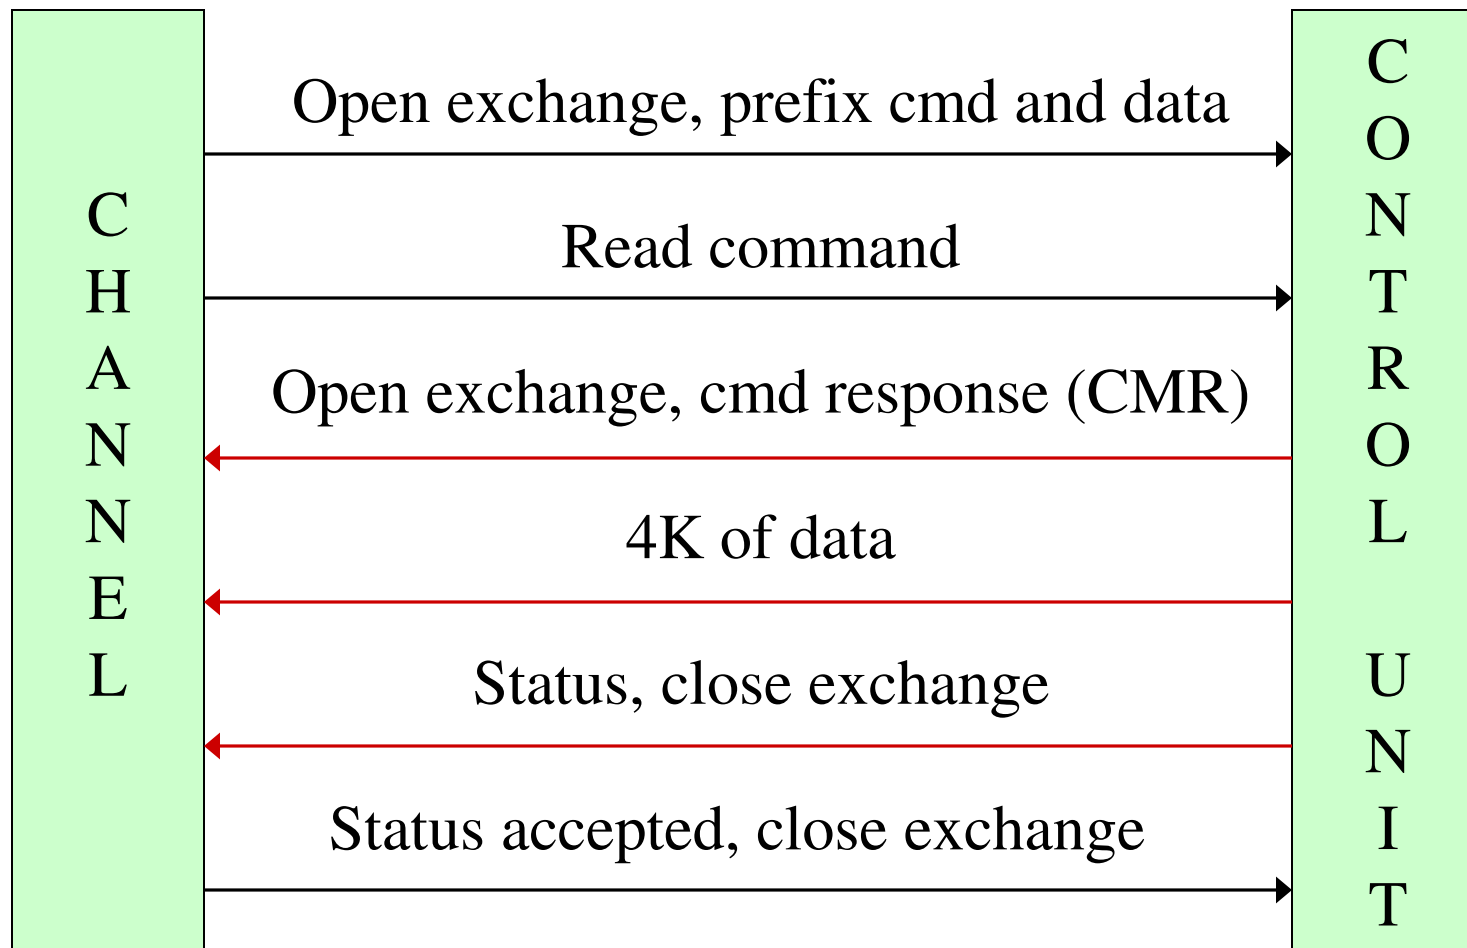 CHANNEL
Open exchange, prefix cmd and data
Read command
Open exchange, cmd response (CMR)
4K of data
Status, close exchange
Status accepted, close exchange
CONTROL UNIT